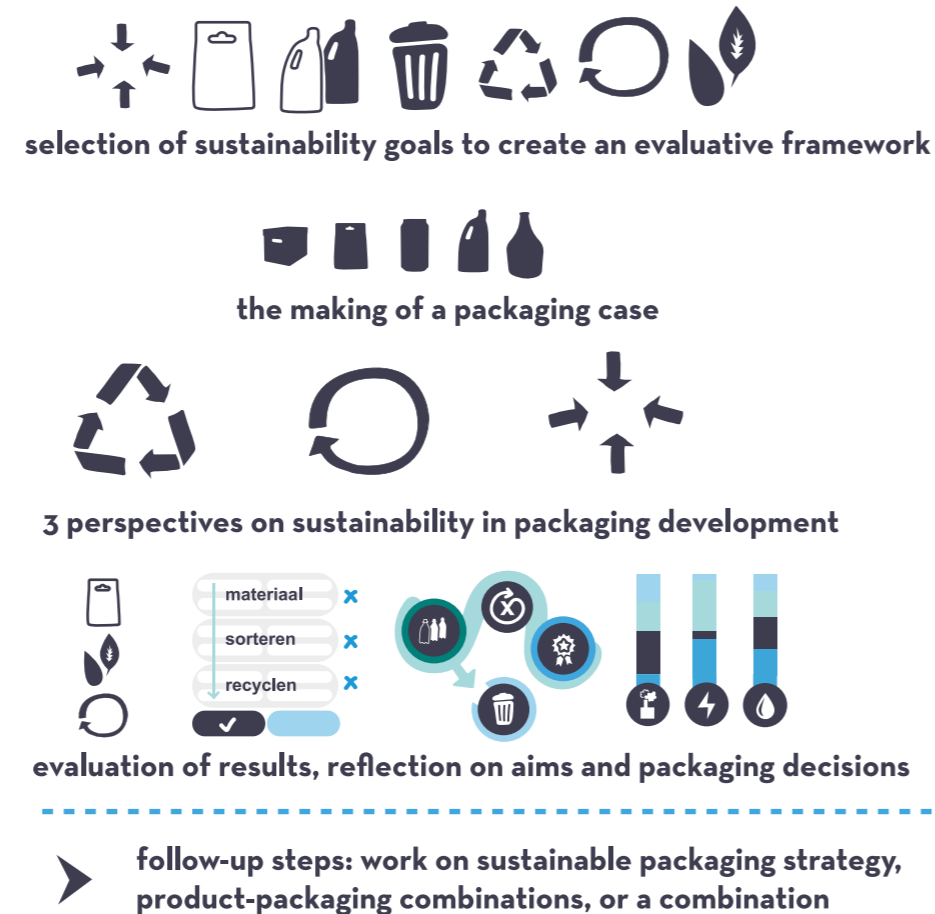 selection of sustainability goals to create an evaluative framework
the making of a packaging case
3 perspectives on sustainability in packaging development
materiaal
sorteren
recyclen
x
evaluation of results, reflection on aims and packaging decisions
follow-up steps: work on sustainable packaging strategy,
product-packaging combinations, or a combination